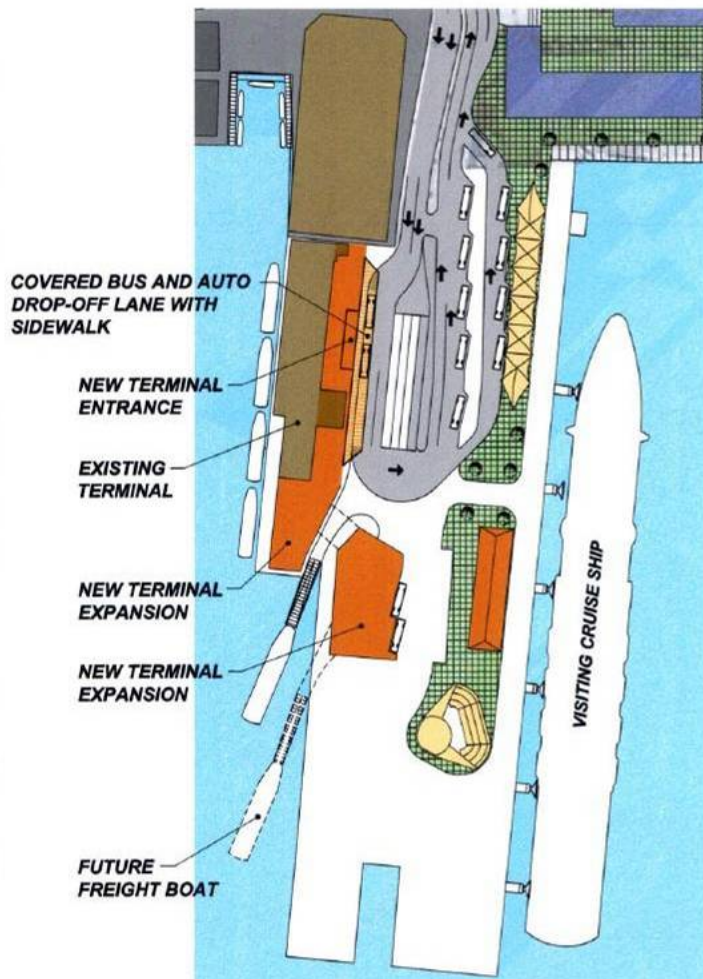 COVERED BUS AND AUTO
DROP-OFF LANE WITH
SIDEWALK
NEW TERMINAL
ENTRANCE
EXISTING
TERMINAL
NEW TERMINAL
EXPANSION
NEW TERMINAL
EXPANSION
FUTURE
FREIGHT BOAT
VISITING CRUISE SHIP